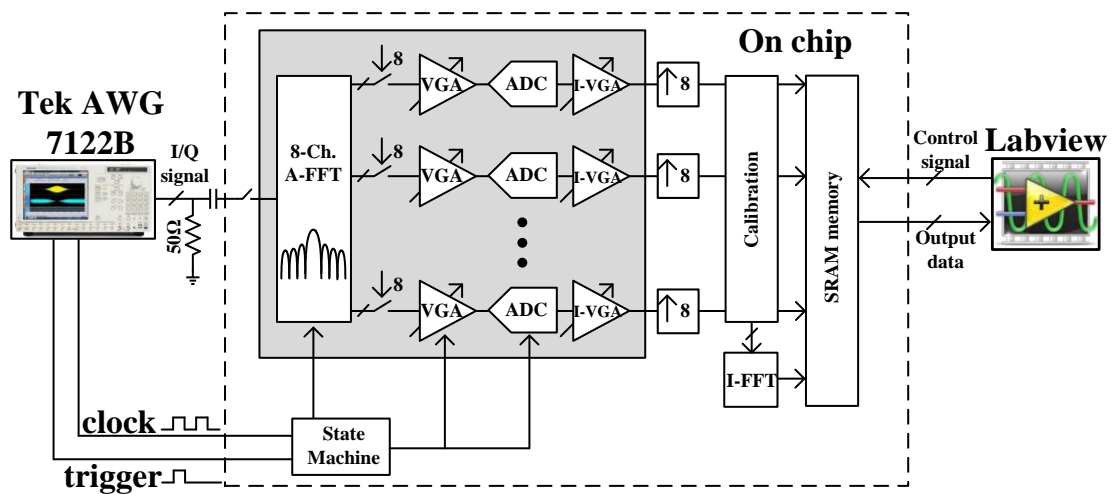 Tek AWG
7122B
I/Q
signal
50Ω
On chip
8-Ch.
A-FFT
8
VGA
ADC
I-VGA
8
8
VGA
ADC
I-VGA
8
8
VGA
ADC
I-VGA
8
Calibration
I-FFT
SRAM memory
Control
signal
Labview
Output
data
State
Machine
clock
trigger